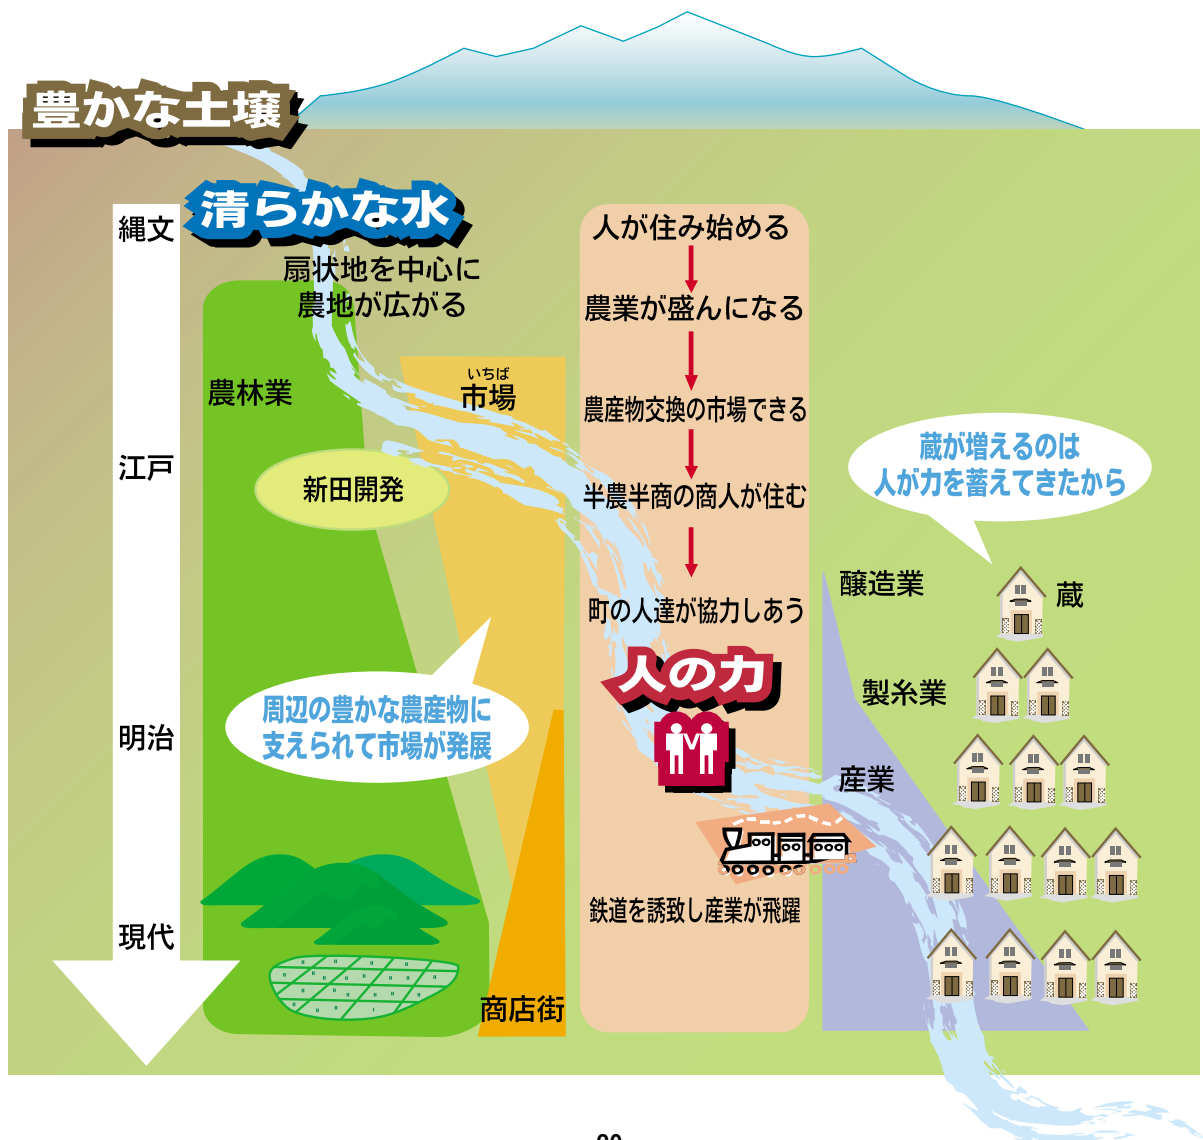 豊かな土壌
清らかな水
縄文
江戸
明治
現代
扇状地を中心に
農地が広がる
農林業
新田開発
いちば
市場
周辺の豊かな農産物に
支えられて市場が発展
商店街
人が住み始める
農業が盛んになる
農産物交換の市場できる
半農半商の商人が住む
町の人達が協力しあう
人の力
鉄道を誘致し産業が飛躍
蔵が増えるのは
人が力を蓄えてきたから
醸造業
蔵
製糸業
産業